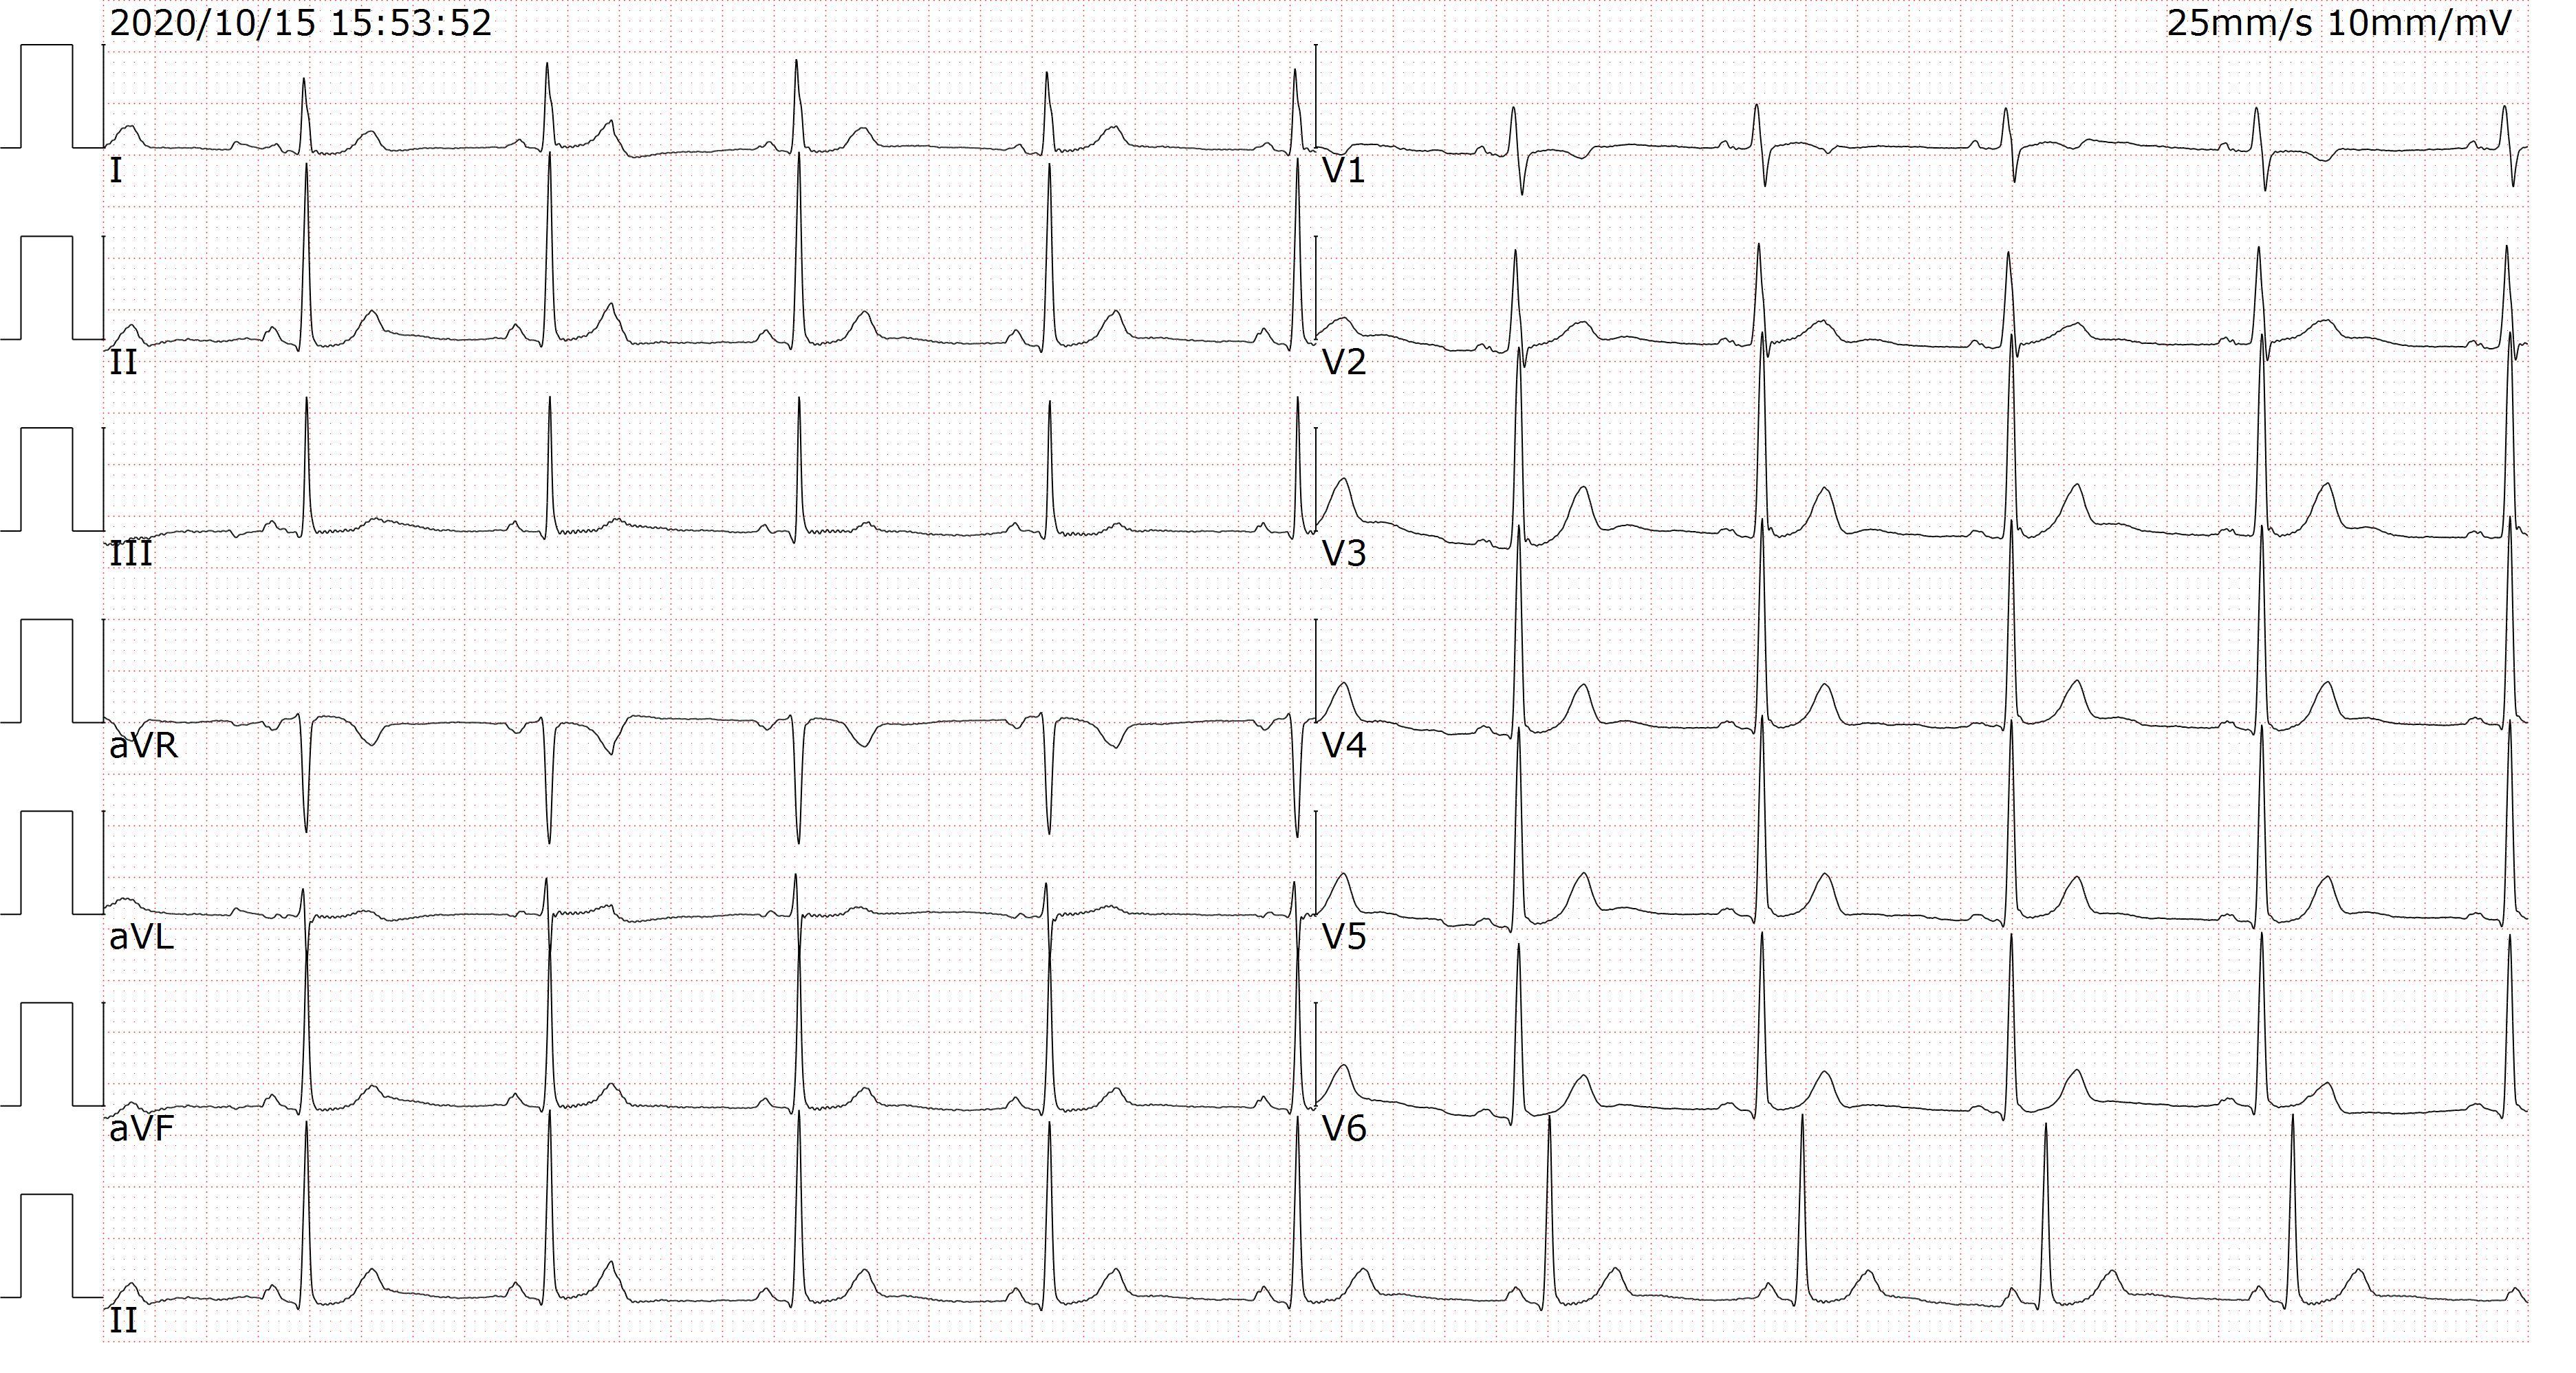 2020/10/15 15:53:52
25mm/s 10mm/mV
I
V1
II
V2
III
V3
aVR
V4
aVL
V5
aVF
V6
II